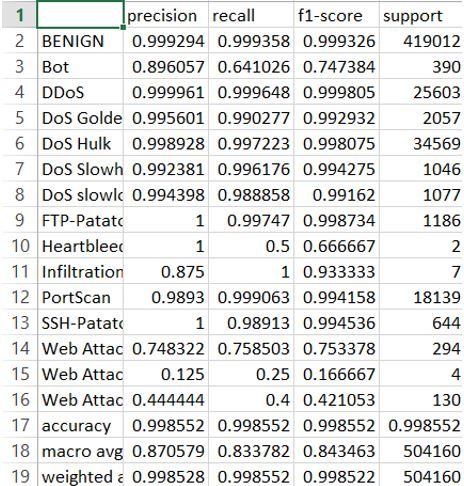 1 precision recall f1-score support
2 BENIGN 0.999294 0.999358 0.999326 419012
3 Bot 0.896057 0.641026 0.747384 390
4 DDoS 0.999961 0.999648 0.999805 25603
5 DoS Golde 0.995601 0.990277 0.992932 2057
6 DoS Hulk 0.998928 0.997223 0.998075 34569
7 DoS Slowh 0.992381 0.996176 0.994275 1046
8 DoS slowlo 0.994398 0.988858 0.99162 1077
9 FTP-Patato 1 0.99747 0.998734 1186
10 Heartbleed 1 0.5 0.666667 2
11 Infiltration 0.875 1 0.933333 7
12 PortScan 0.9893 0.999063 0.994158 18139
13 SSH-Patato 1 0.98913 0.994536 644
14 Web Attac 0.748322 0.758503 0.753378 294
15 Web Attac 0.125 0.25 0.166667 4
16 Web Attac 0.444444 0.4 0.421053 130
17 accuracy 0.998552 0.998552 0.998552 0.998552
18 macro avg 0.870579 0.833782 0.843463 504160
19 weighted a 0.998528 0.998552 0.998522 504160